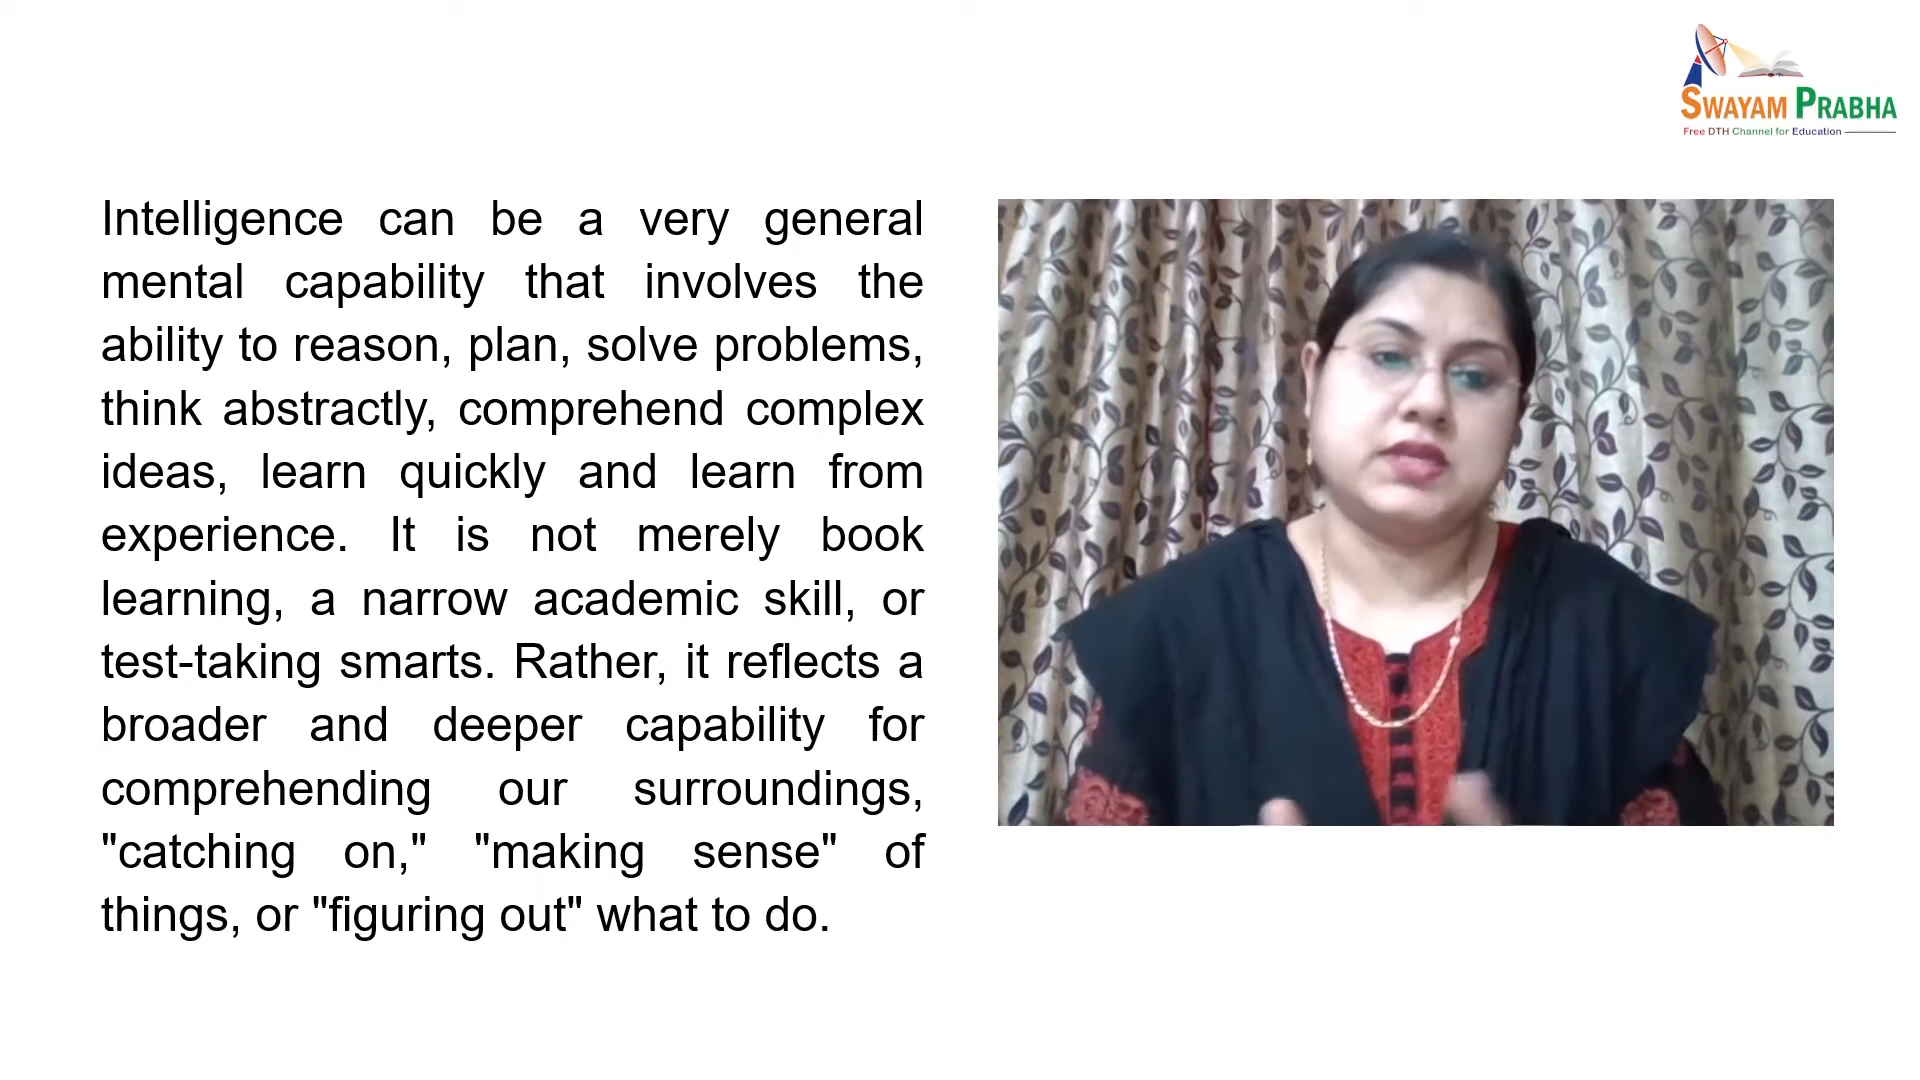 SWAYAM PRABHA
Free DTH Channel for Education
Intelligence can be a very general
mental capability that involves the
ability to reason, plan, solve problems,
think abstractly, comprehend complex
ideas, learn quickly and learn from
experience. It is not merely book
learning, a narrow academic skill, or
test-taking smarts. Rather, it reflects a
broader and deeper capability for
comprehending our surroundings,
"catching on," "making sense" of
things, or "figuring out" what to do.